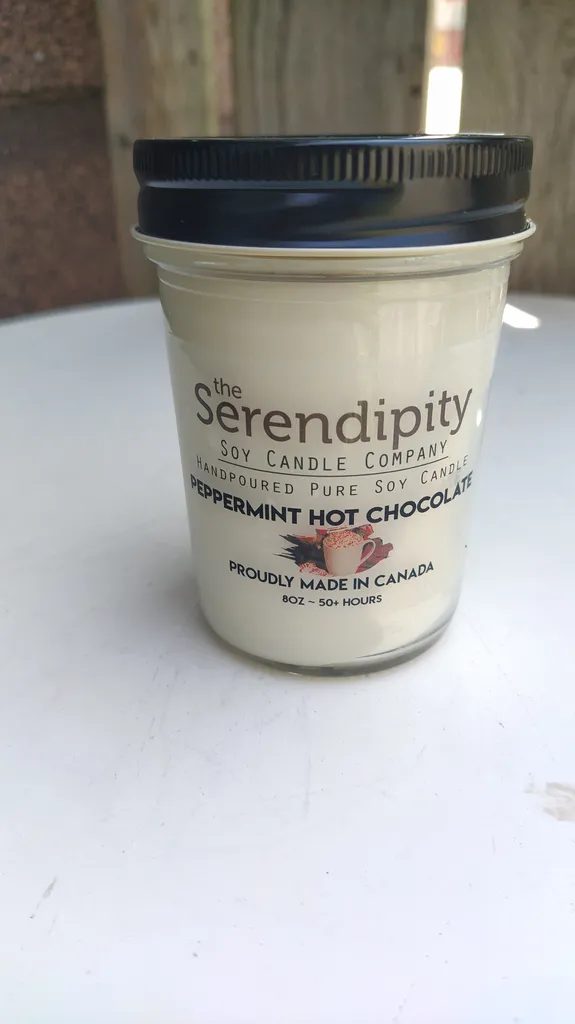 the
Serendipity
SOY CANDLE COMPANY
HANDPOURED PURE SOY CANDLE
PEPPERMINT HOT CHOCOLATE
PROUDLY MADE IN CANADA
8OZ ~ 50+ HOURS